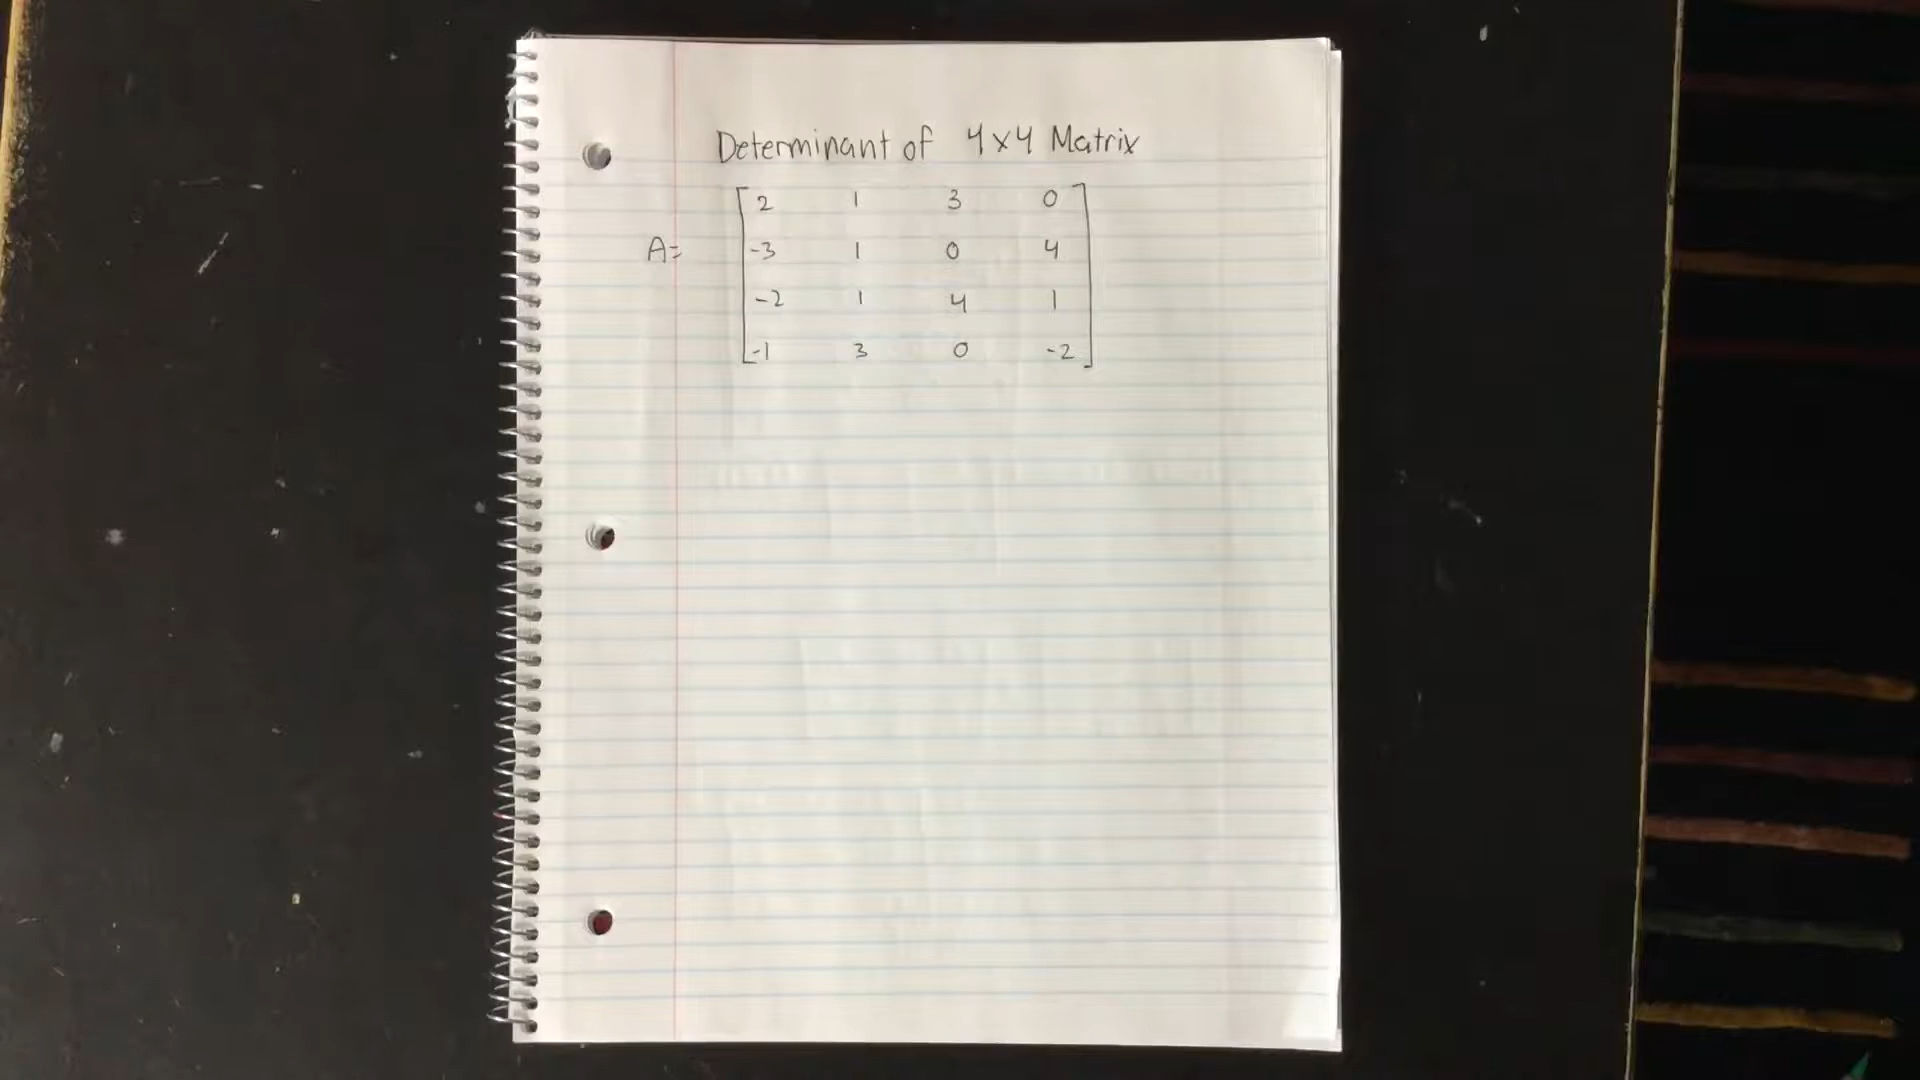 Determinant of 4x4 Matrix
2 1 3 0
A= -3 1 0 4
-2 1 4 1
-1 3 0 -2